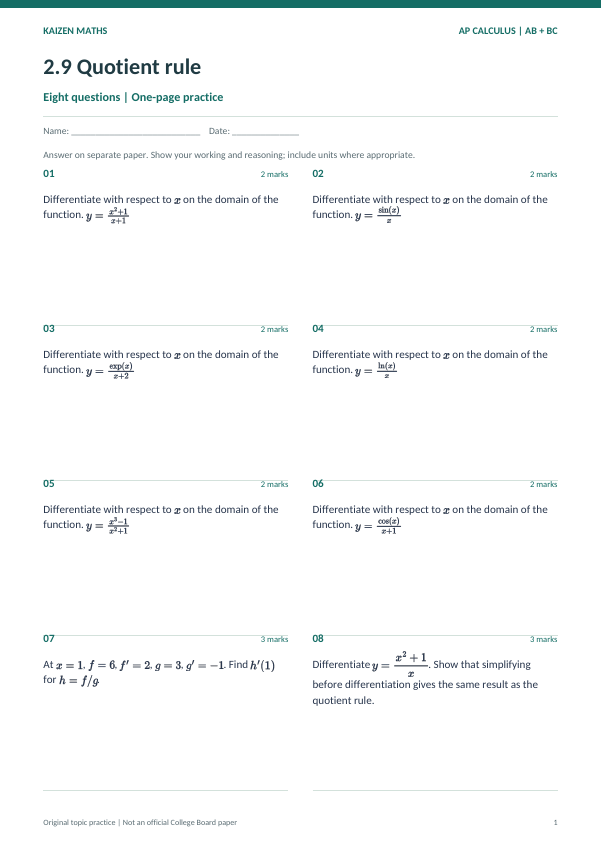 KAIZEN MATHS
AP CALCULUS | AB + BC
2.9 Quotient rule
Eight questions | One-page practice
Name: ____________________________ Date: ______________
Answer on separate paper. Show your working and reasoning; include units where appropriate.
01 2 marks
Differentiate with respect to x on the domain of the
function. y = (x²+1)/(x+1)
02 2 marks
Differentiate with respect to x on the domain of the
function. y = sin(x)/x
03 2 marks
Differentiate with respect to x on the domain of the
function. y = exp(x)/(x+2)
04 2 marks
Differentiate with respect to x on the domain of the
function. y = ln(x)/x
05 2 marks
Differentiate with respect to x on the domain of the
function. y = (x³−1)/(x²+1)
06 2 marks
Differentiate with respect to x on the domain of the
function. y = cos(x)/(x+1)
07 3 marks
At x = 1, f = 6, f′ = 2, g = 3, g′ = −1. Find h′(1)
for h = f/g.
08 3 marks
Differentiate y = (x² + 1)/x. Show that simplifying
before differentiation gives the same result as the
quotient rule.
Original topic practice | Not an official College Board paper
1